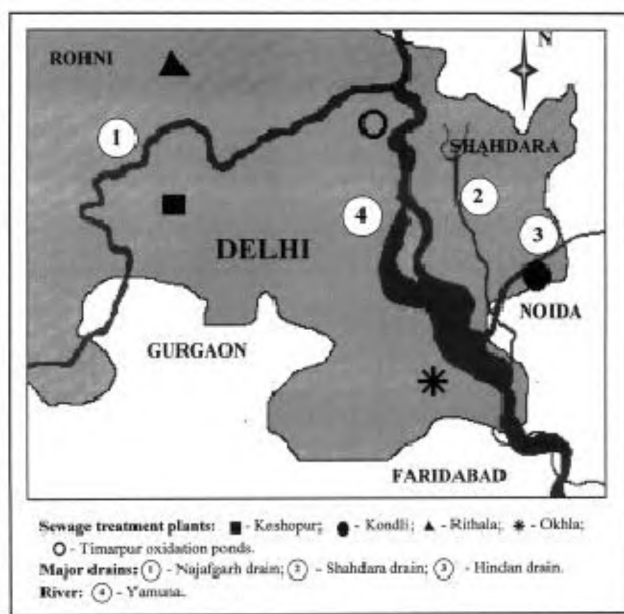 N
ROHNI
1
SHAHDARA
2
4
3
DELHI
NOIDA
GURGAON
FARIDABAD
Sewage treatment plants: ■ - Keshopur; ● - Kondli; ▲ - Rithala; ✳ - Okhla;
O - Timarpur oxidation ponds.
Major drains: ① - Najafgarh drain; ② - Shahdara drain; ③ - Hindan drain.
River: ④ - Yamuna.